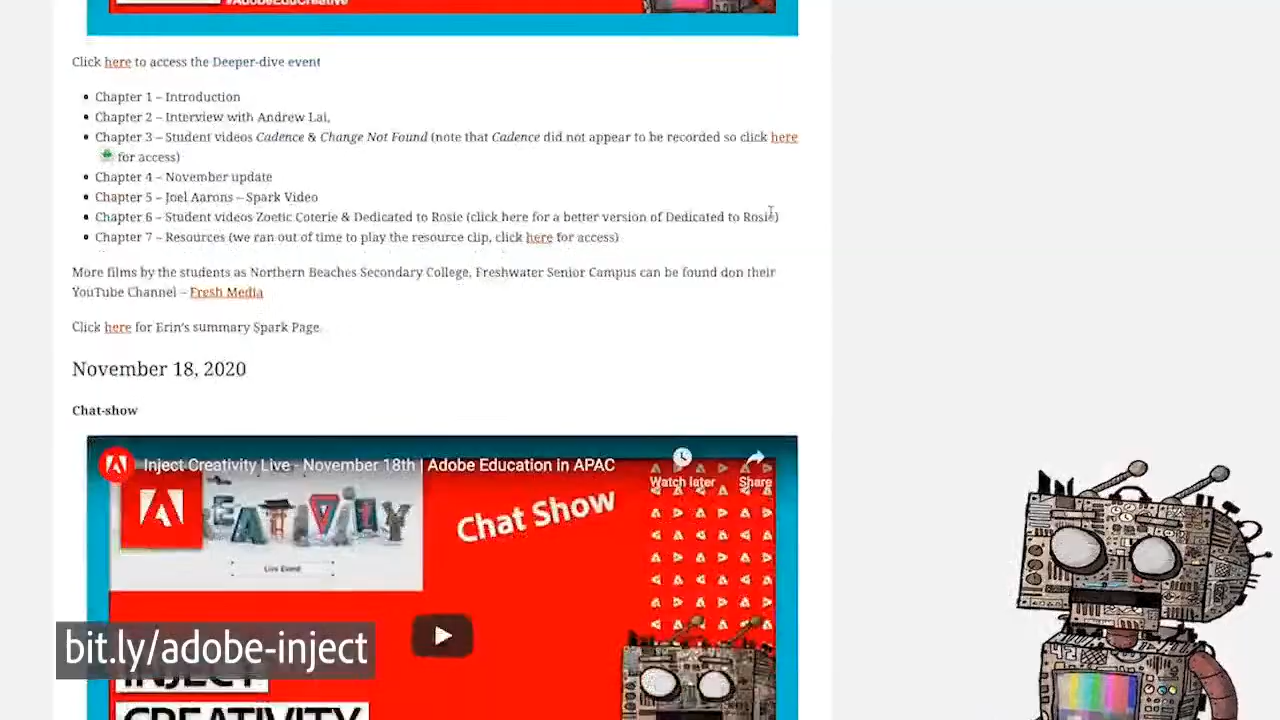 #AdobeEduCreative
Click here to access the Deeper-dive event
Chapter 1 – Introduction
Chapter 2 – Interview with Andrew Lai,
Chapter 3 – Student videos Cadence & Change Not Found (note that Cadence did not appear to be recorded so click here
for access)
Chapter 4 – November update
Chapter 5 – Joel Aarons – Spark Video
Chapter 6 – Student videos Zoetic Coterie & Dedicated to Rosie (click here for a better version of Dedicated to Rosie)
Chapter 7 – Resources (we ran out of time to play the resource clip, click here for access)
More films by the students as Northern Beaches Secondary College, Freshwater Senior Campus can be found don their
YouTube Channel – Fresh Media
Click here for Erin's summary Spark Page.
November 18, 2020
Chat-show
Inject Creativity Live - November 18th | Adobe Education in APAC
Watch later
Share
CREATIVITY
Chat Show
Live Event
bit.ly/adobe-inject
INJECT
CREATIVITY